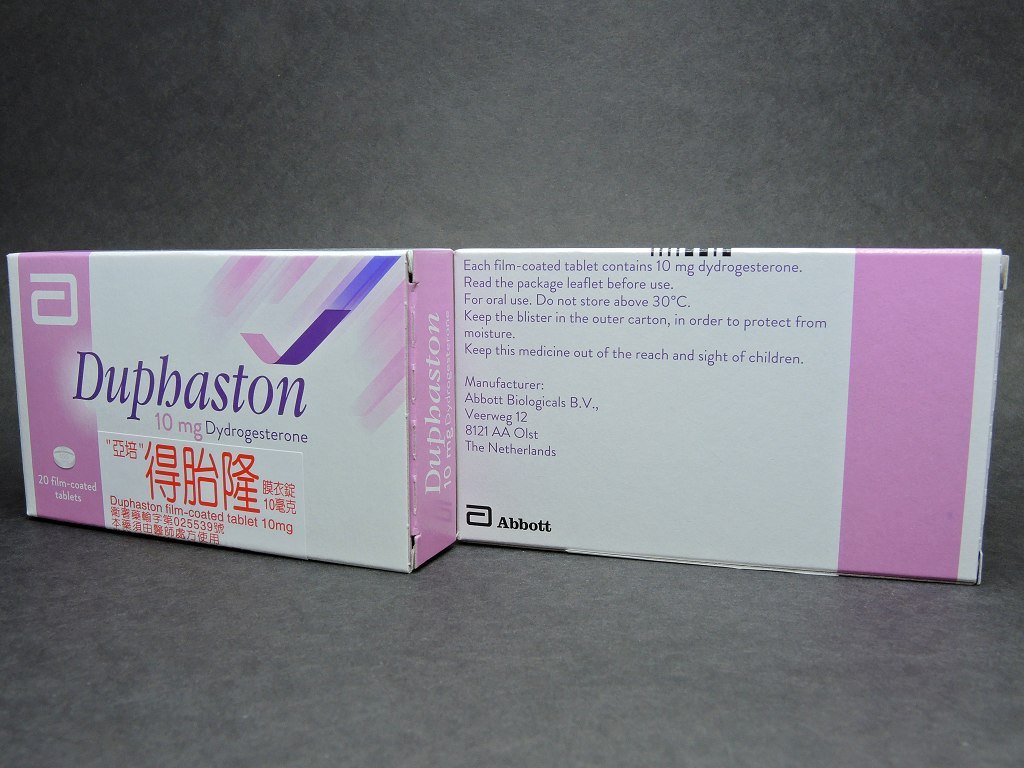 Duphaston
10 mg Dydrogesterone
20 film-coated
tablets
"亞培"得胎隆 膜衣錠
10毫克
Duphaston film-coated tablet 10mg
衛署藥輸字第025539號
本藥須由醫師處方使用
Duphaston
10 mg Dydrogesterone
Each film-coated tablet contains 10 mg dydrogesterone.
Read the package leaflet before use.
For oral use. Do not store above 30°C.
Keep the blister in the outer carton, in order to protect from
moisture.
Keep this medicine out of the reach and sight of children.
Manufacturer:
Abbott Biologicals B.V.,
Veerweg 12
8121 AA Olst
The Netherlands
Abbott